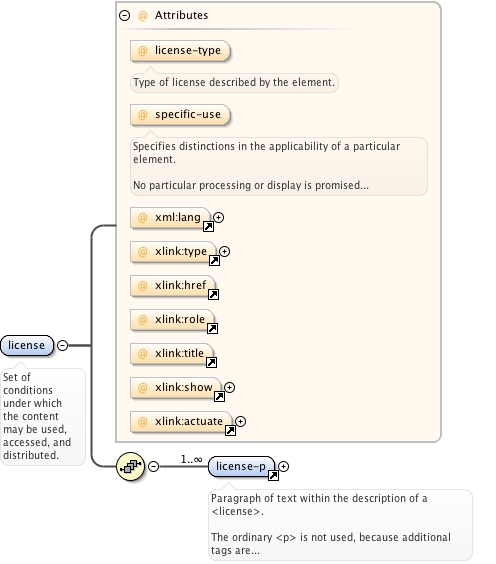 Attributes
@ license-type
Type of license described by the element.
@ specific-use
Specifies distinctions in the applicability of a particular
element.
No particular processing or display is promised...
@ xml:lang
@ xlink:type
@ xlink:href
@ xlink:role
@ xlink:title
@ xlink:show
@ xlink:actuate
license
Set of
conditions
under which
the content
may be used,
accessed, and
distributed.
1..∞
license-p
Paragraph of text within the description of a
<license>.
The ordinary <p> is not used, because additional
tags are...